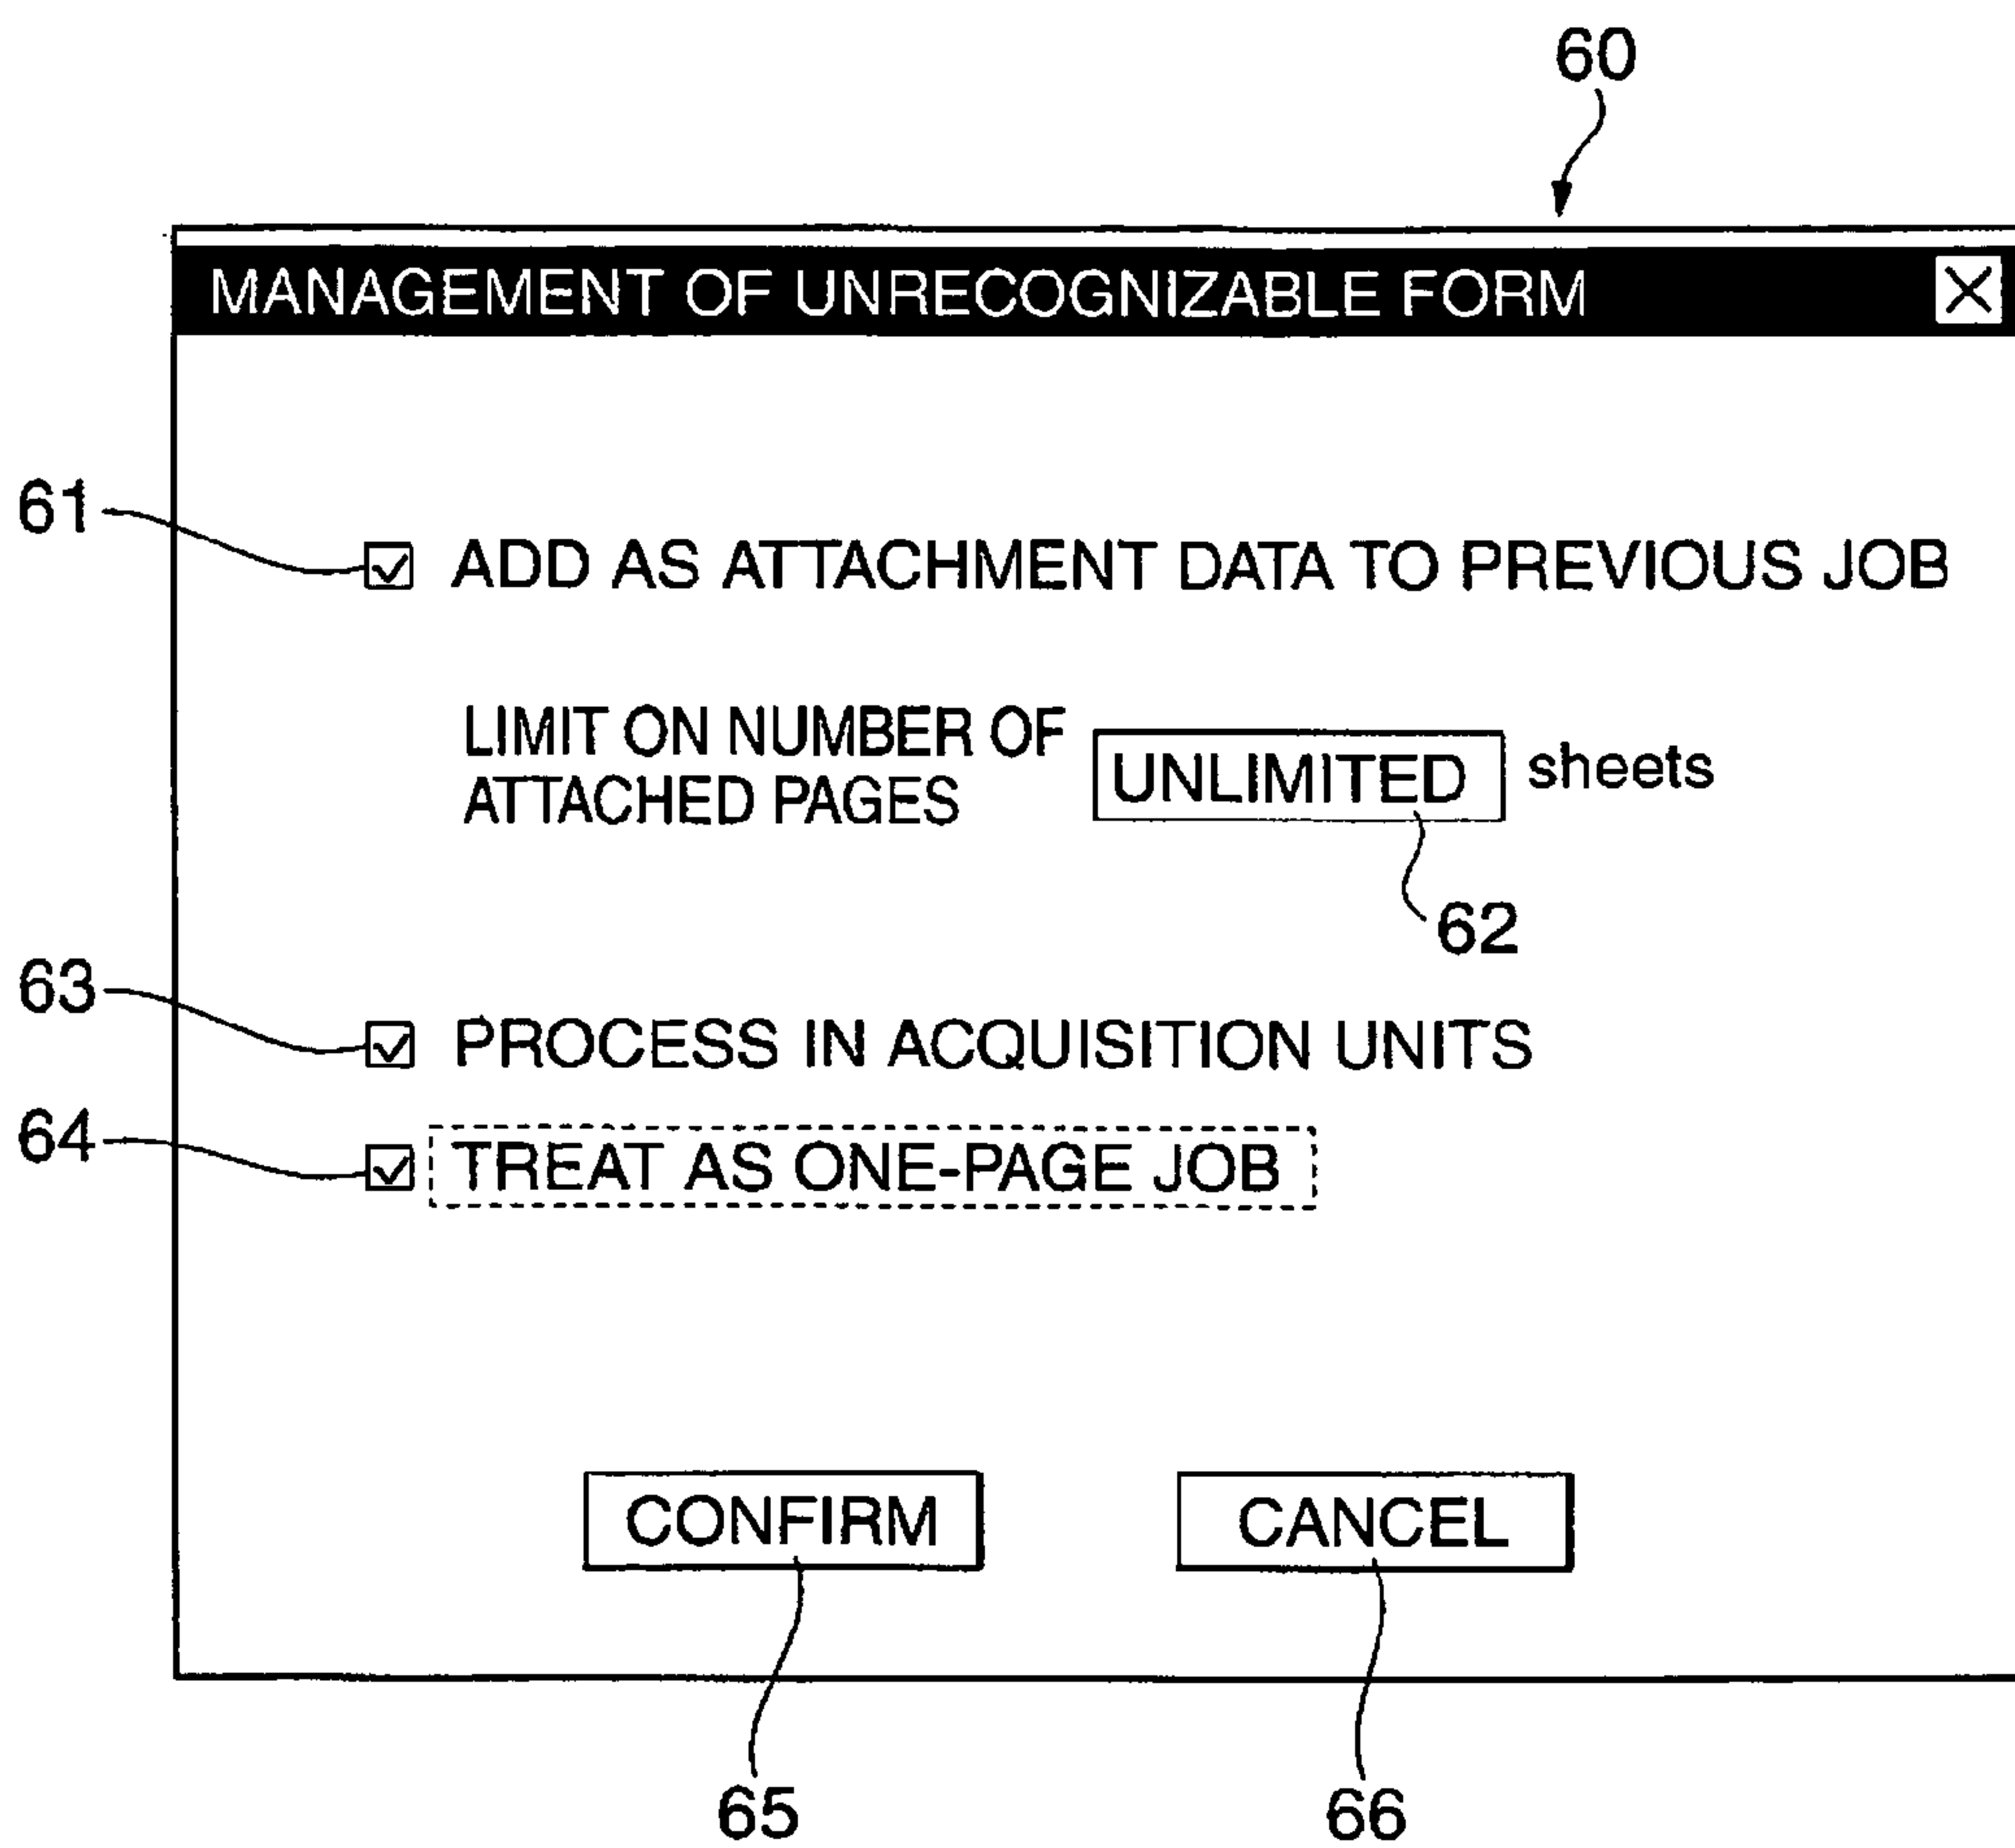 60
MANAGEMENT OF UNRECOGNIZABLE FORM
61
ADD AS ATTACHMENT DATA TO PREVIOUS JOB
LIMIT ON NUMBER OF
ATTACHED PAGES
UNLIMITED sheets
62
63
PROCESS IN ACQUISITION UNITS
64
TREAT AS ONE-PAGE JOB
CONFIRM CANCEL
65 66